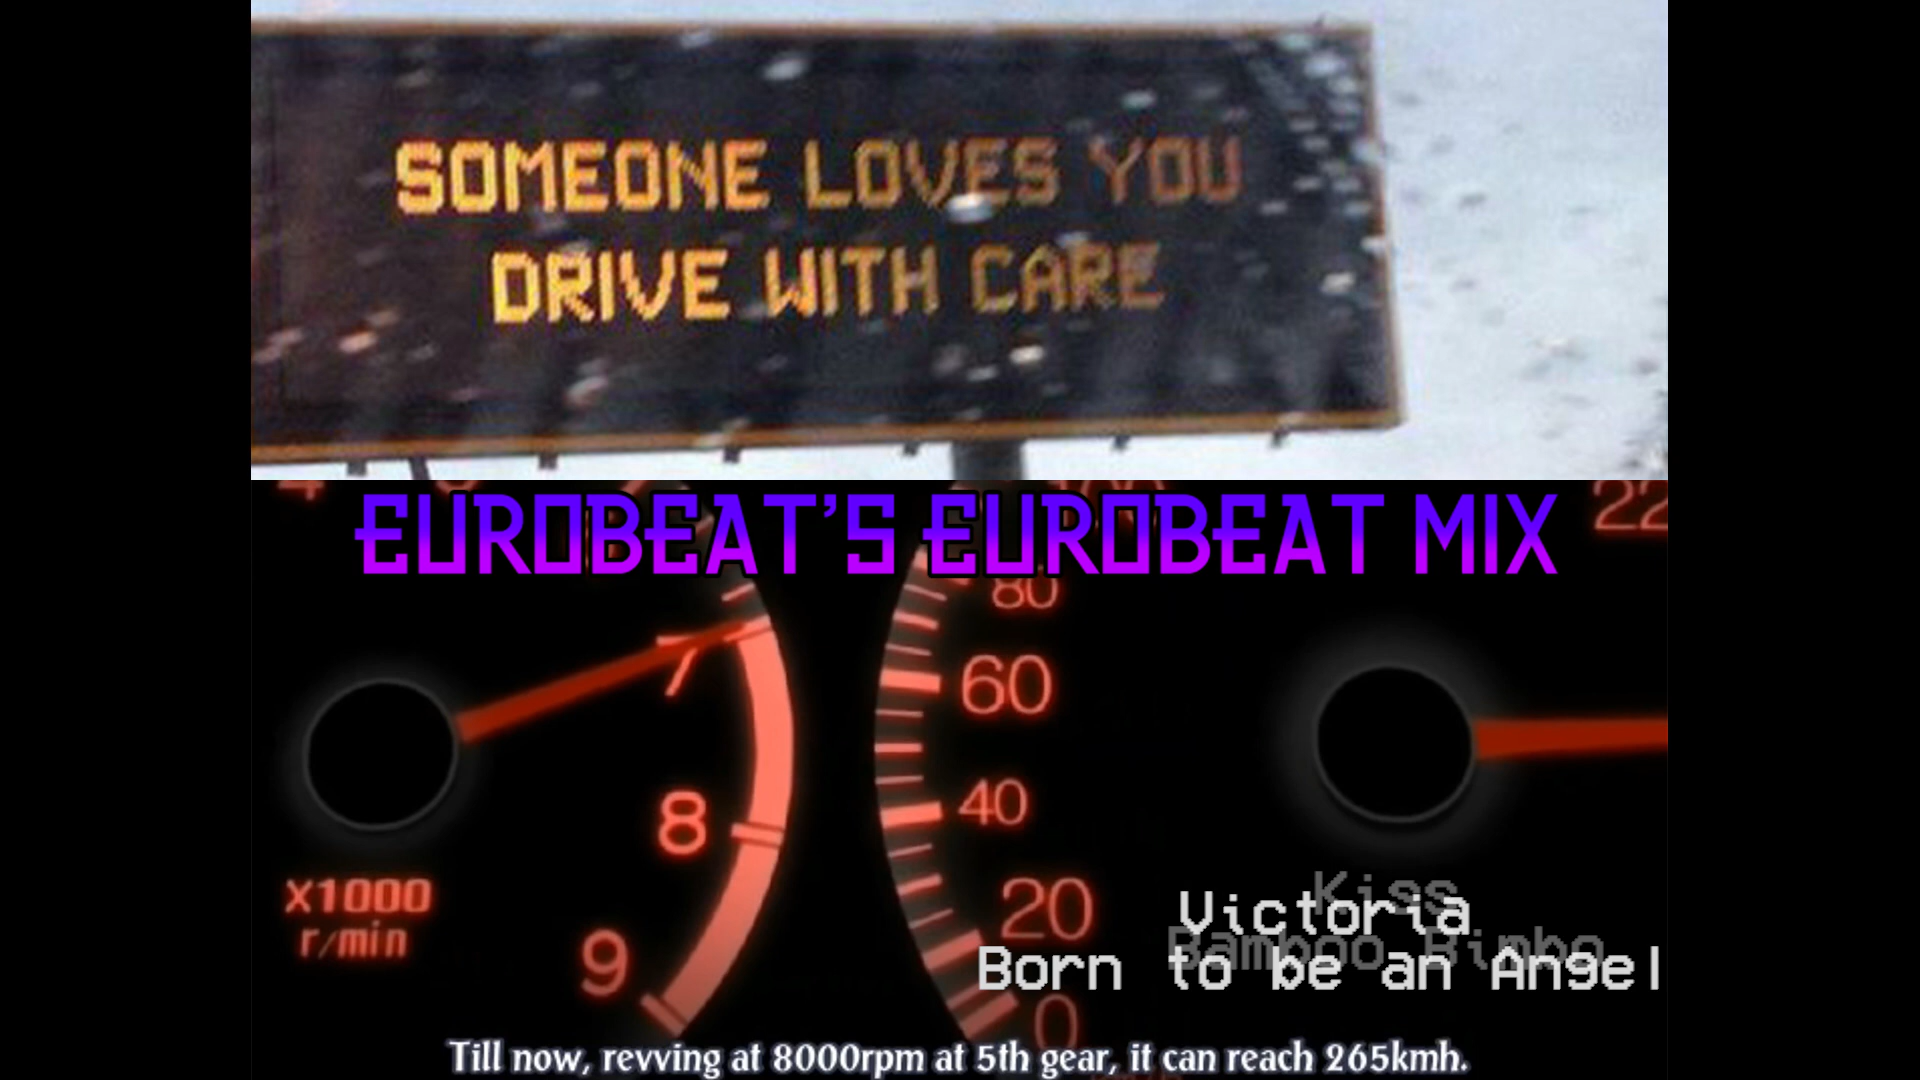 SOMEONE LOVES YOU
DRIVE WITH CARE
EUROBEAT'S EUROBEAT MIX
22
80
7
60
8
40
X1000
r/min
9
20
0
Kiss
Victoria
Bamboo Bimbo
Born to be an Angel
Till now, revving at 8000rpm at 5th gear, it can reach 265kmh.